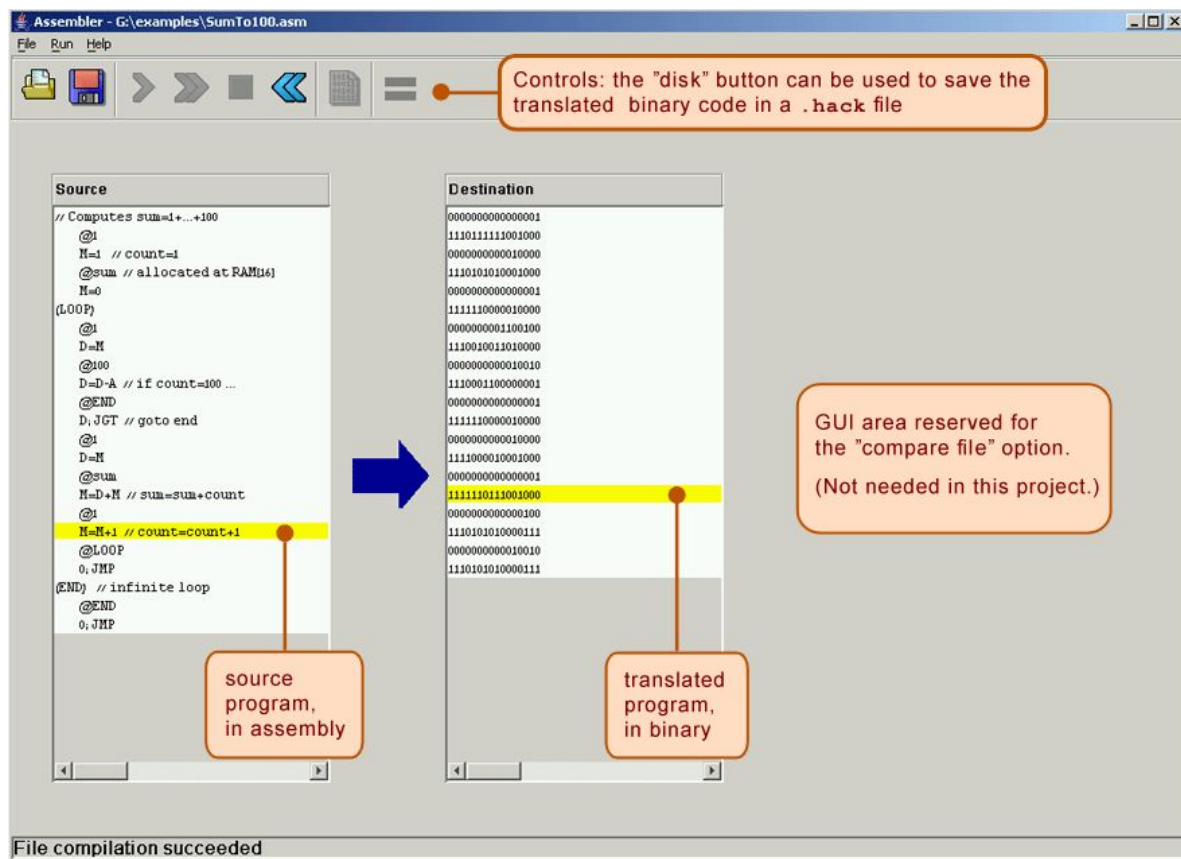 Assembler - G:\examples\SumTo100.asm
File Run Help
Controls: the "disk" button can be used to save the
translated binary code in a .hack file
Source
// Computes sum=1+...+100
@1
M=1 // count=1
@sum // allocated at RAM[16]
M=0
(LOOP)
@1
D=M
@100
D=D-A // if count=100 ...
@END
D;JGT // goto end
@1
D=M
@sum
M=D+M // sum=sum+count
@1
M=M+1 // count=count+1
@LOOP
0;JMP
(END) // infinite loop
@END
0;JMP
source
program,
in assembly
Destination
0000000000000001
1110111111001000
0000000000010000
1110101010001000
0000000000000001
1111110000010000
0000000001100100
1110010011010000
0000000000010010
1110001100000001
0000000000000001
1111110000010000
0000000000010000
1111000010001000
0000000000000001
1111110111001000
0000000000000100
1110101010000111
0000000000010010
1110101010000111
translated
program,
in binary
GUI area reserved for
the "compare file" option.
(Not needed in this project.)
File compilation succeeded